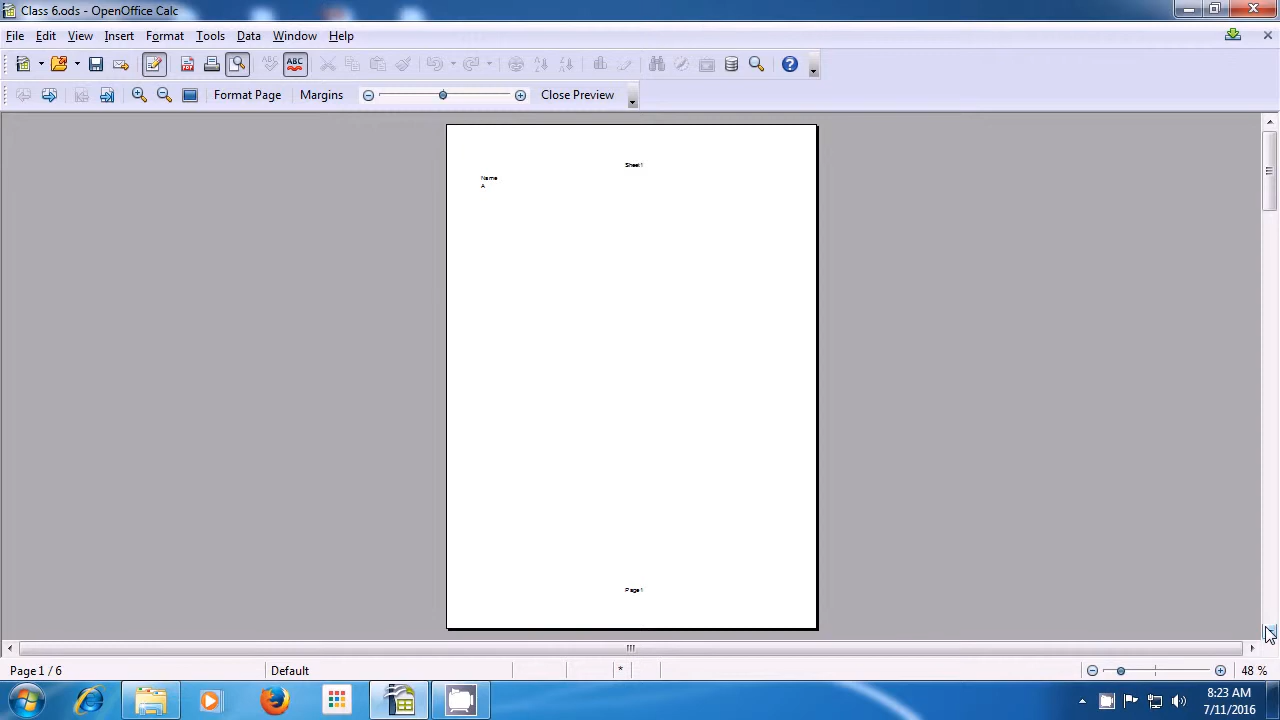 Class 6.ods - OpenOffice Calc
File Edit View Insert Format Tools Data Window Help
ABC
Format Page Margins Close Preview
Sheet1
Name
A
Page 1
Page 1 / 6 Default * 48 %
8:23 AM
7/11/2016